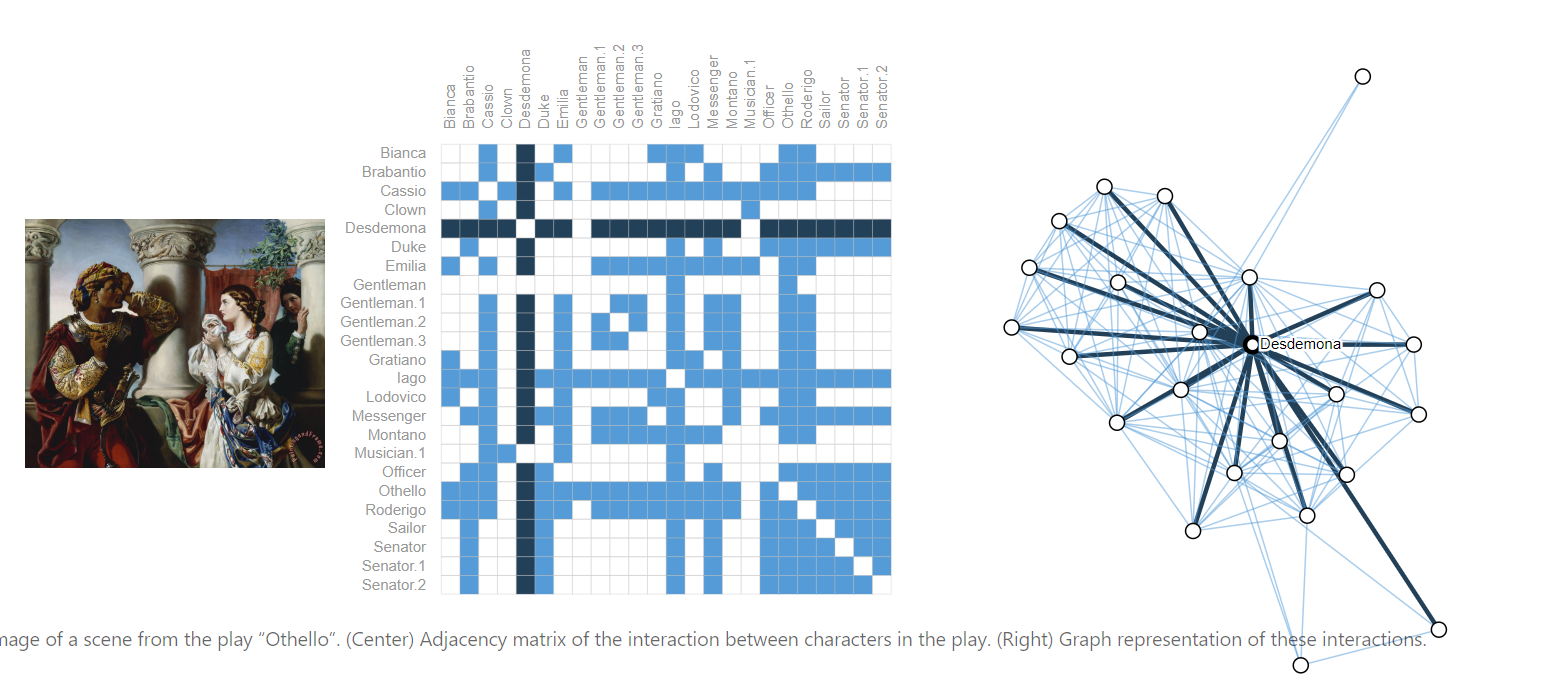 Bianca
Brabantio
Cassio
Clown
Desdemona
Duke
Emilia
Gentleman
Gentleman.1
Gentleman.2
Gentleman.3
Gratiano
Iago
Lodovico
Messenger
Montano
Musician.1
Officer
Othello
Roderigo
Sailor
Senator
Senator.1
Senator.2
Bianca
Brabantio
Cassio
Clown
Desdemona
Duke
Emilia
Gentleman
Gentleman.1
Gentleman.2
Gentleman.3
Gratiano
Iago
Lodovico
Messenger
Montano
Musician.1
Officer
Othello
Roderigo
Sailor
Senator
Senator.1
Senator.2
Desdemona
mage of a scene from the play “Othello”. (Center) Adjacency matrix of the interaction between characters in the play. (Right) Graph representation of these interactions.